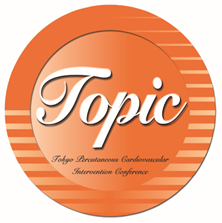 Topic
Tokyo Percutaneous Cardiovascular
Intervention Conference